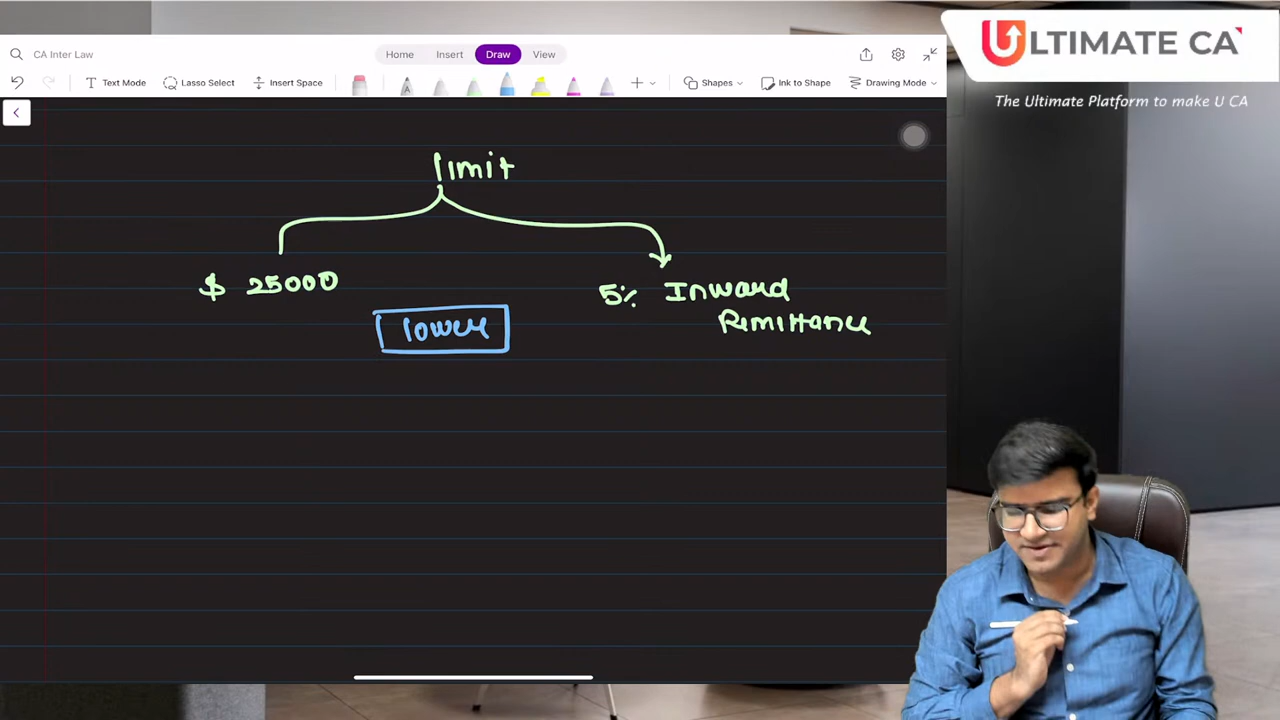 ULTIMATE CA
The Ultimate Platform to make U CA
CA Inter Law
Home Insert Draw View
Text Mode Lasso Select Insert Space Shapes Ink to Shape Drawing Mode
limit
$ 25000
5% Inward
Remittance
lower